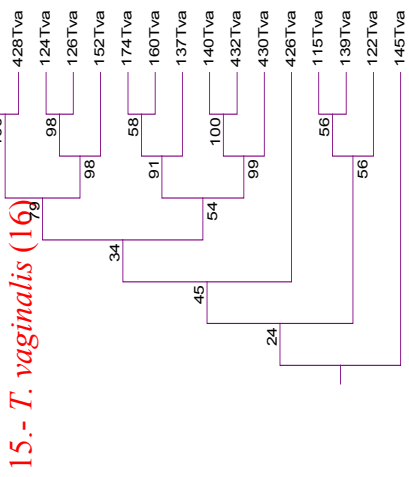 428Tva
124Tva
126Tva
152Tva
174Tva
160Tva
137Tva
140Tva
432Tva
430Tva
426Tva
115Tva
139Tva
122Tva
145Tva
98
98
79
58
91
100
99
54
34
45
56
56
24
15.- T. vaginalis (16)